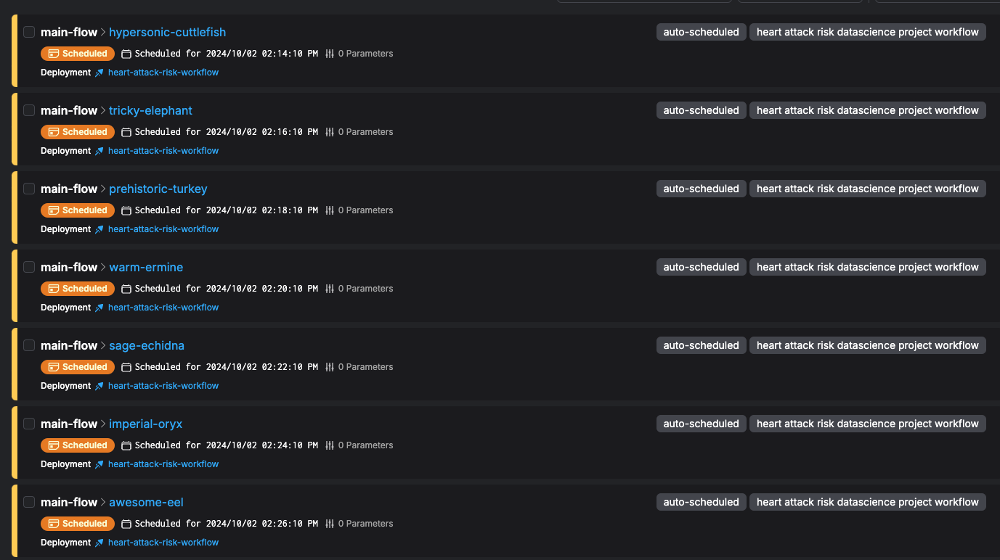 main-flow > hypersonic-cuttlefish auto-scheduled heart attack risk datascience project workflow
Scheduled Scheduled for 2024/10/02 02:14:10 PM 0 Parameters
Deployment heart-attack-risk-workflow
main-flow > tricky-elephant auto-scheduled heart attack risk datascience project workflow
Scheduled Scheduled for 2024/10/02 02:16:10 PM 0 Parameters
Deployment heart-attack-risk-workflow
main-flow > prehistoric-turkey auto-scheduled heart attack risk datascience project workflow
Scheduled Scheduled for 2024/10/02 02:18:10 PM 0 Parameters
Deployment heart-attack-risk-workflow
main-flow > warm-ermine auto-scheduled heart attack risk datascience project workflow
Scheduled Scheduled for 2024/10/02 02:20:10 PM 0 Parameters
Deployment heart-attack-risk-workflow
main-flow > sage-echidna auto-scheduled heart attack risk datascience project workflow
Scheduled Scheduled for 2024/10/02 02:22:10 PM 0 Parameters
Deployment heart-attack-risk-workflow
main-flow > imperial-oryx auto-scheduled heart attack risk datascience project workflow
Scheduled Scheduled for 2024/10/02 02:24:10 PM 0 Parameters
Deployment heart-attack-risk-workflow
main-flow > awesome-eel auto-scheduled heart attack risk datascience project workflow
Scheduled Scheduled for 2024/10/02 02:26:10 PM 0 Parameters
Deployment heart-attack-risk-workflow